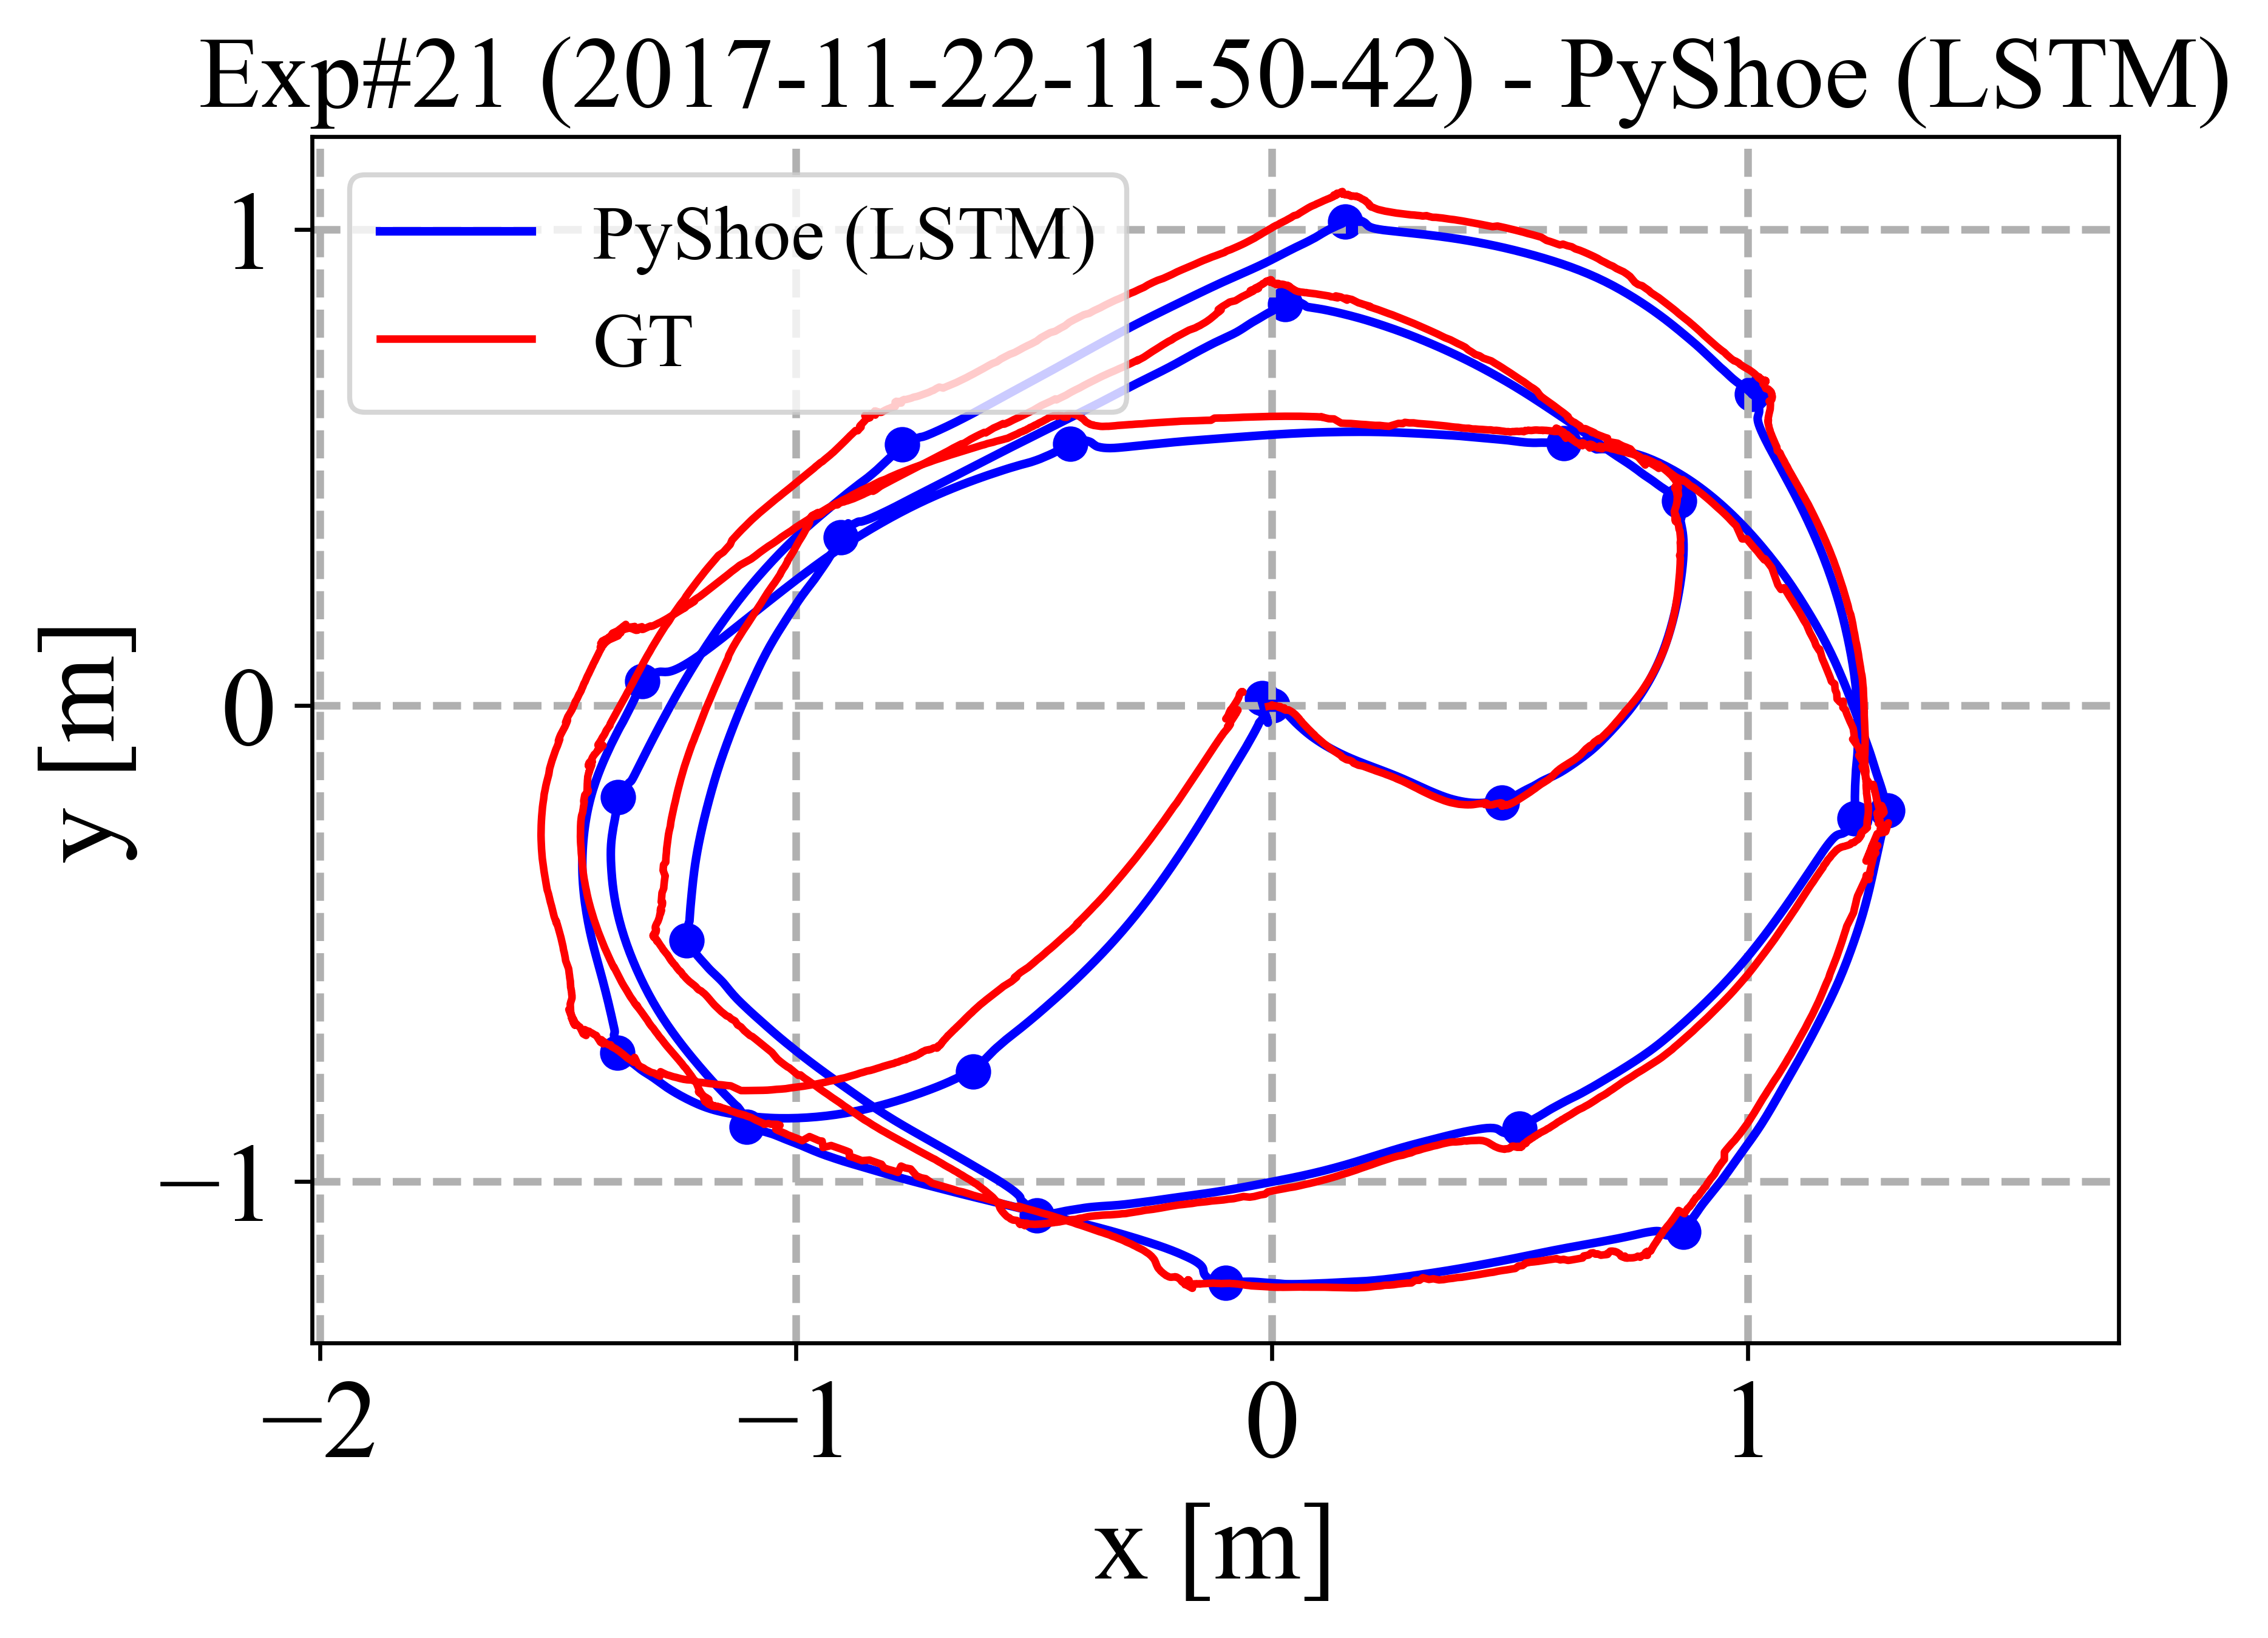 Exp#21 (2017-11-22-11-50-42) - PyShoe (LSTM)
PyShoe (LSTM)
GT
1
0
−1
y [m]
−2
−1
0
1
x [m]